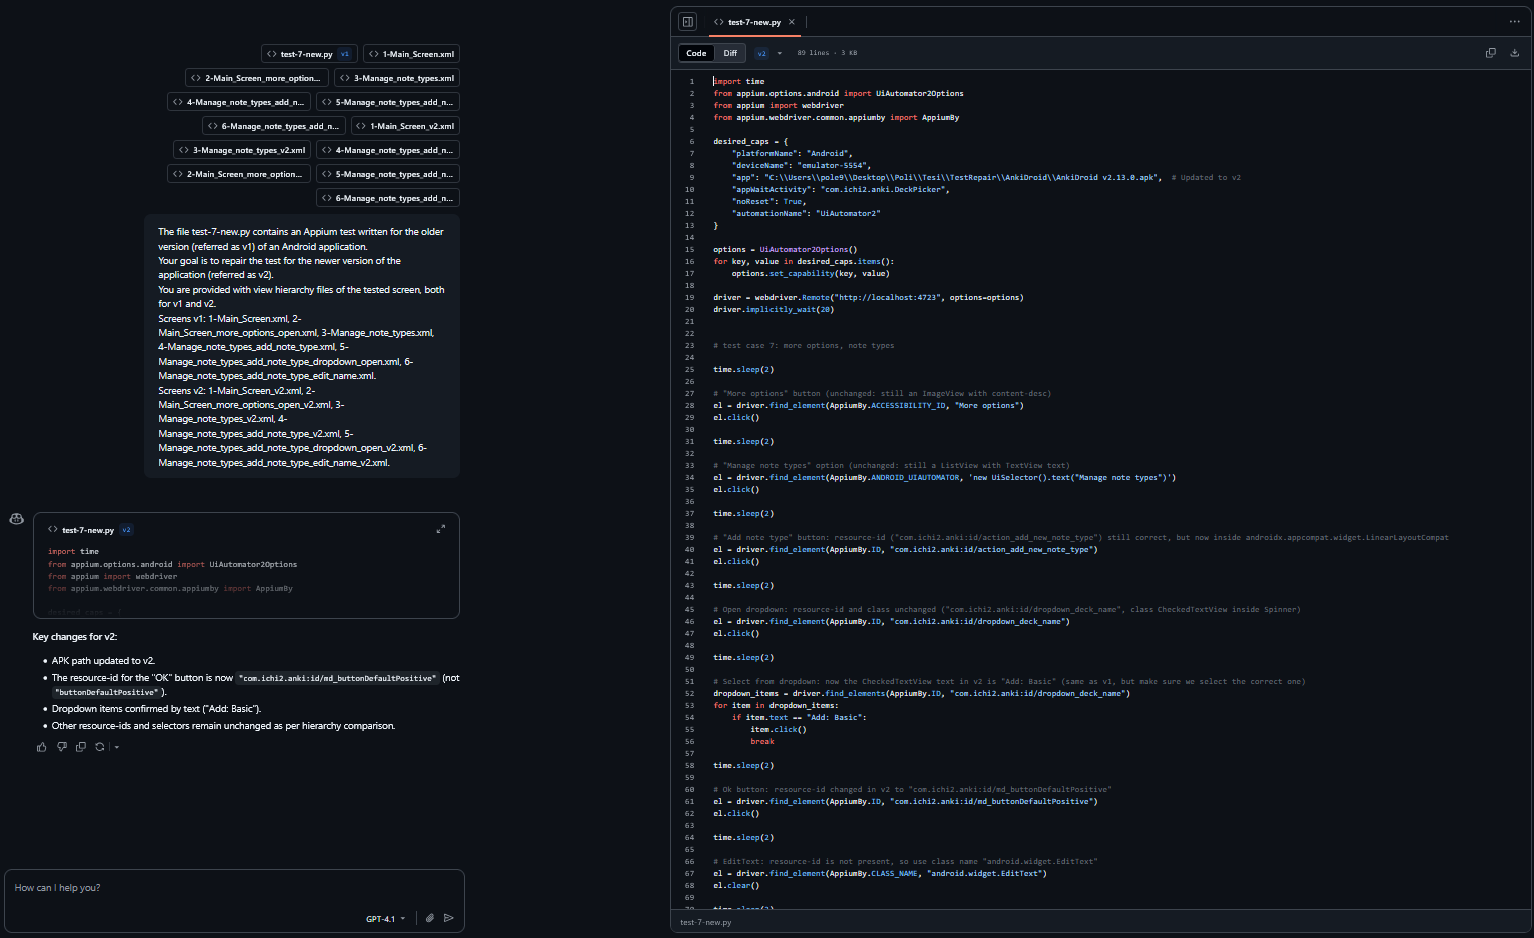 test-7-new.py v1
1-Main_Screen.xml
2-Main_Screen_more_option...
3-Manage_note_types.xml
4-Manage_note_types_add_n...
5-Manage_note_types_add_n...
6-Manage_note_types_add_n...
1-Main_Screen_v2.xml
3-Manage_note_types_v2.xml
4-Manage_note_types_add_n...
2-Main_Screen_more_option...
5-Manage_note_types_add_n...
6-Manage_note_types_add_n...
The file test-7-new.py contains an Appium test written for the older
version (referred as v1) of an Android application.
Your goal is to repair the test for the newer version of the
application (referred as v2).
You are provided with view hierarchy files of the tested screen, both
for v1 and v2.
Screens v1: 1-Main_Screen.xml, 2-
Main_Screen_more_options_open.xml, 3-Manage_note_types.xml,
4-Manage_note_types_add_note_type.xml, 5-
Manage_note_types_add_note_type_dropdown_open.xml, 6-
Manage_note_types_add_note_type_edit_name.xml.
Screens v2: 1-Main_Screen_v2.xml, 2-
Main_Screen_more_options_open_v2.xml, 3-
Manage_note_types_v2.xml, 4-
Manage_note_types_add_note_type_v2.xml, 5-
Manage_note_types_add_note_type_dropdown_open_v2.xml, 6-
Manage_note_types_add_note_type_edit_name_v2.xml.
test-7-new.py v2
import time
from appium.options.android import UiAutomator2Options
from appium import webdriver
from appium.webdriver.common.appiumby import AppiumBy
desired_caps = {
Key changes for v2:
• APK path updated to v2.
• The resource-id for the "OK" button is now "com.ichi2.anki:id/md_buttonDefaultPositive" (not
"buttonDefaultPositive").
• Dropdown items confirmed by text ("Add: Basic").
• Other resource-ids and selectors remain unchanged as per hierarchy comparison.
How can I help you?
GPT-4.1
test-7-new.py
Code Diff v2 89 lines · 3 KB
1 import time
2 from appium.options.android import UiAutomator2Options
3 from appium import webdriver
4 from appium.webdriver.common.appiumby import AppiumBy
5
6 desired_caps = {
7 "platformName": "Android",
8 "deviceName": "emulator-5554",
9 "app": "C:\\Users\\pole9\\Desktop\\Poli\\Tesi\\TestRepair\\AnkiDroid\\AnkiDroid v2.13.0.apk", # Updated to v2
10 "appWaitActivity": "com.ichi2.anki.DeckPicker",
11 "noReset": True,
12 "automationName": "UiAutomator2"
13 }
14
15 options = UiAutomator2Options()
16 for key, value in desired_caps.items():
17 options.set_capability(key, value)
18
19 driver = webdriver.Remote("http://localhost:4723", options=options)
20 driver.implicitly_wait(20)
21
22
23 # test case 7: more options, note types
24
25 time.sleep(2)
26
27 # "More options" button (unchanged: still an ImageView with content-desc)
28 el = driver.find_element(AppiumBy.ACCESSIBILITY_ID, "More options")
29 el.click()
30
31 time.sleep(2)
32
33 # "Manage note types" option (unchanged: still a ListView with TextView text)
34 el = driver.find_element(AppiumBy.ANDROID_UIAUTOMATOR, 'new UiSelector().text("Manage note types")')
35 el.click()
36
37 time.sleep(2)
38
39 # "Add note type" button: resource-id ("com.ichi2.anki:id/action_add_new_note_type") still correct, but now inside androidx.appcompat.widget.LinearLayoutCompat
40 el = driver.find_element(AppiumBy.ID, "com.ichi2.anki:id/action_add_new_note_type")
41 el.click()
42
43 time.sleep(2)
44
45 # Open dropdown: resource-id and class unchanged ("com.ichi2.anki:id/dropdown_deck_name", class CheckedTextView inside Spinner)
46 el = driver.find_element(AppiumBy.ID, "com.ichi2.anki:id/dropdown_deck_name")
47 el.click()
48
49 time.sleep(2)
50
51 # Select from dropdown: now the CheckedTextView text in v2 is "Add: Basic" (same as v1, but make sure we select the correct one)
52 dropdown_items = driver.find_elements(AppiumBy.ID, "com.ichi2.anki:id/dropdown_deck_name")
53 for item in dropdown_items:
54 if item.text == "Add: Basic":
55 item.click()
56 break
57
58 time.sleep(2)
59
60 # Ok button: resource-id changed in v2 to "com.ichi2.anki:id/md_buttonDefaultPositive"
61 el = driver.find_element(AppiumBy.ID, "com.ichi2.anki:id/md_buttonDefaultPositive")
62 el.click()
63
64 time.sleep(2)
65
66 # EditText: resource-id is not present, so use class name "android.widget.EditText"
67 el = driver.find_element(AppiumBy.CLASS_NAME, "android.widget.EditText")
68 el.clear()
69
70 time.sleep(2)
test-7-new.py